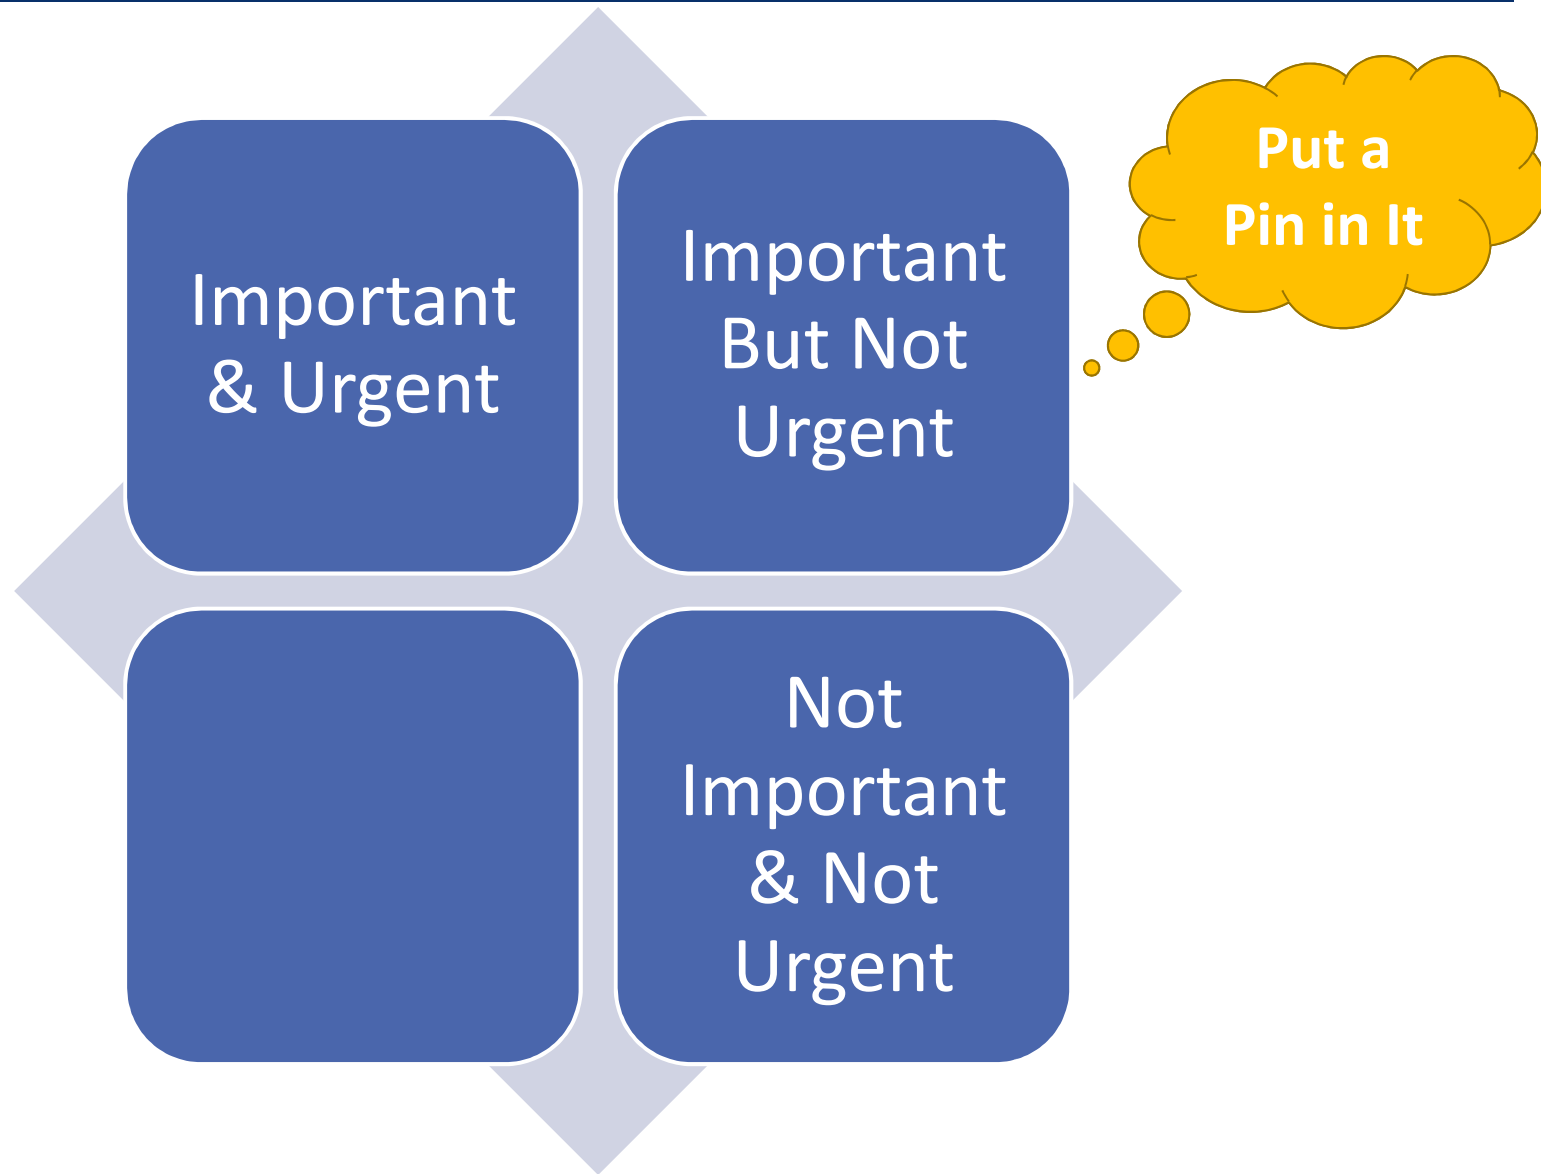 Important
& Urgent
Important
But Not
Urgent
Put a
Pin in It
Not
Important
& Not
Urgent